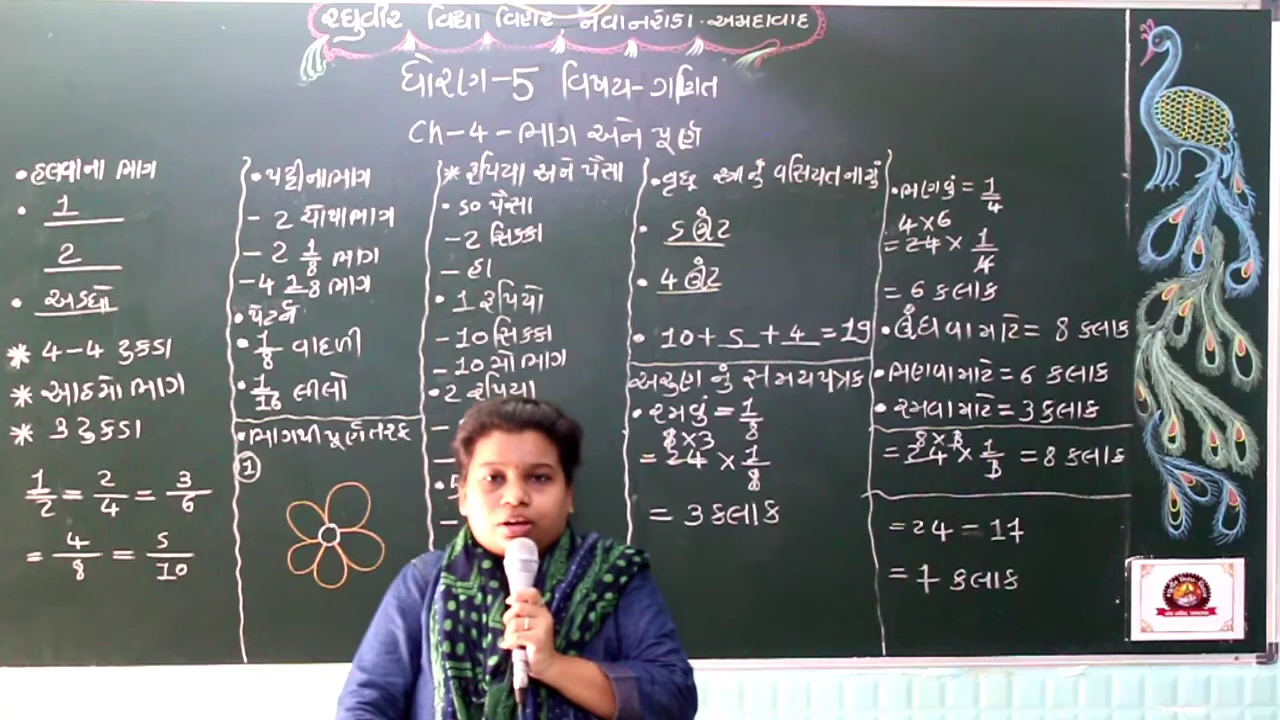 રઘુવીર વિદ્યા વિહાર, નવાનરોડા - અમદાવાદ
ધોરણ - 5 વિષય - ગણિત
Ch - 4 - ભાગ અને પૂર્ણ
• હલવાના ભાગ
• 1
2
• અડધો
* 4 - 4 ટુકડા
* આઠમો ભાગ
* 3 ટુકડા
1/2 = 2/4 = 3/6
= 4/8 = 5/10
• પટ્ટીના ભાગ
- 2 ચોથા ભાગ
- 2 1/8 ભાગ
- 4 2/8 ભાગ
• પેટર્ન
• 1/8 વાદળી
• 1/16 લીલો
• ભાગથી પૂર્ણ તરફ
1
* રૂપિયા અને પૈસા
• 50 પૈસા
- 2 સિક્કા
- હા
• 1 રૂપિયો
- 10 સિક્કા
- 10 મો ભાગ
• 2 રૂપિયા
• વૃદ્ધ સ્ત્રીનું વસિયતનામું
• 5 ઊંટ
• 4 ઊંટ
• 10 + 5 + 4 = 19
અરુણ નું સમયપત્રક
• રમવું = 1/8
8 × 3
= 24 × 1/8
= 3 કલાક
• ભણવું = 1/4
4 × 6
= 24 × 1/4
= 6 કલાક
• ઊંઘવા માટે = 8 કલાક
• ભણવા માટે = 6 કલાક
• રમવા માટે = 3 કલાક
8 × 3
= 24 × 1/3 = 8 કલાક
= 24 = 17
= 7 કલાક